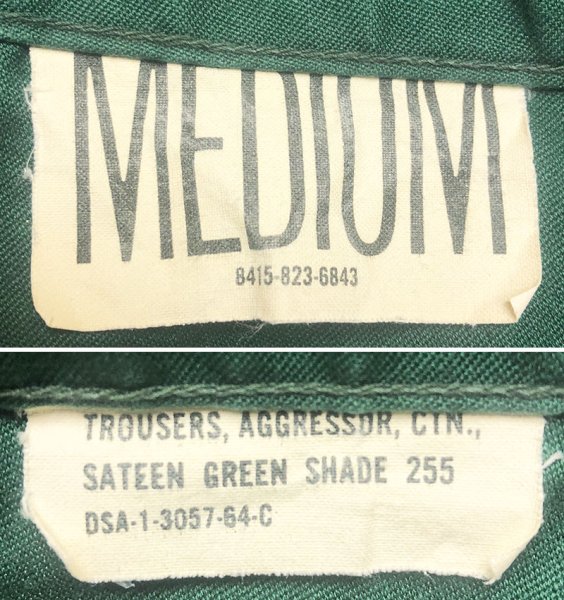 MEDIUM
8415-823-6843
TROUSERS, AGGRESSOR, CTN.,
SATEEN GREEN SHADE 255
DSA-1-3057-64-C